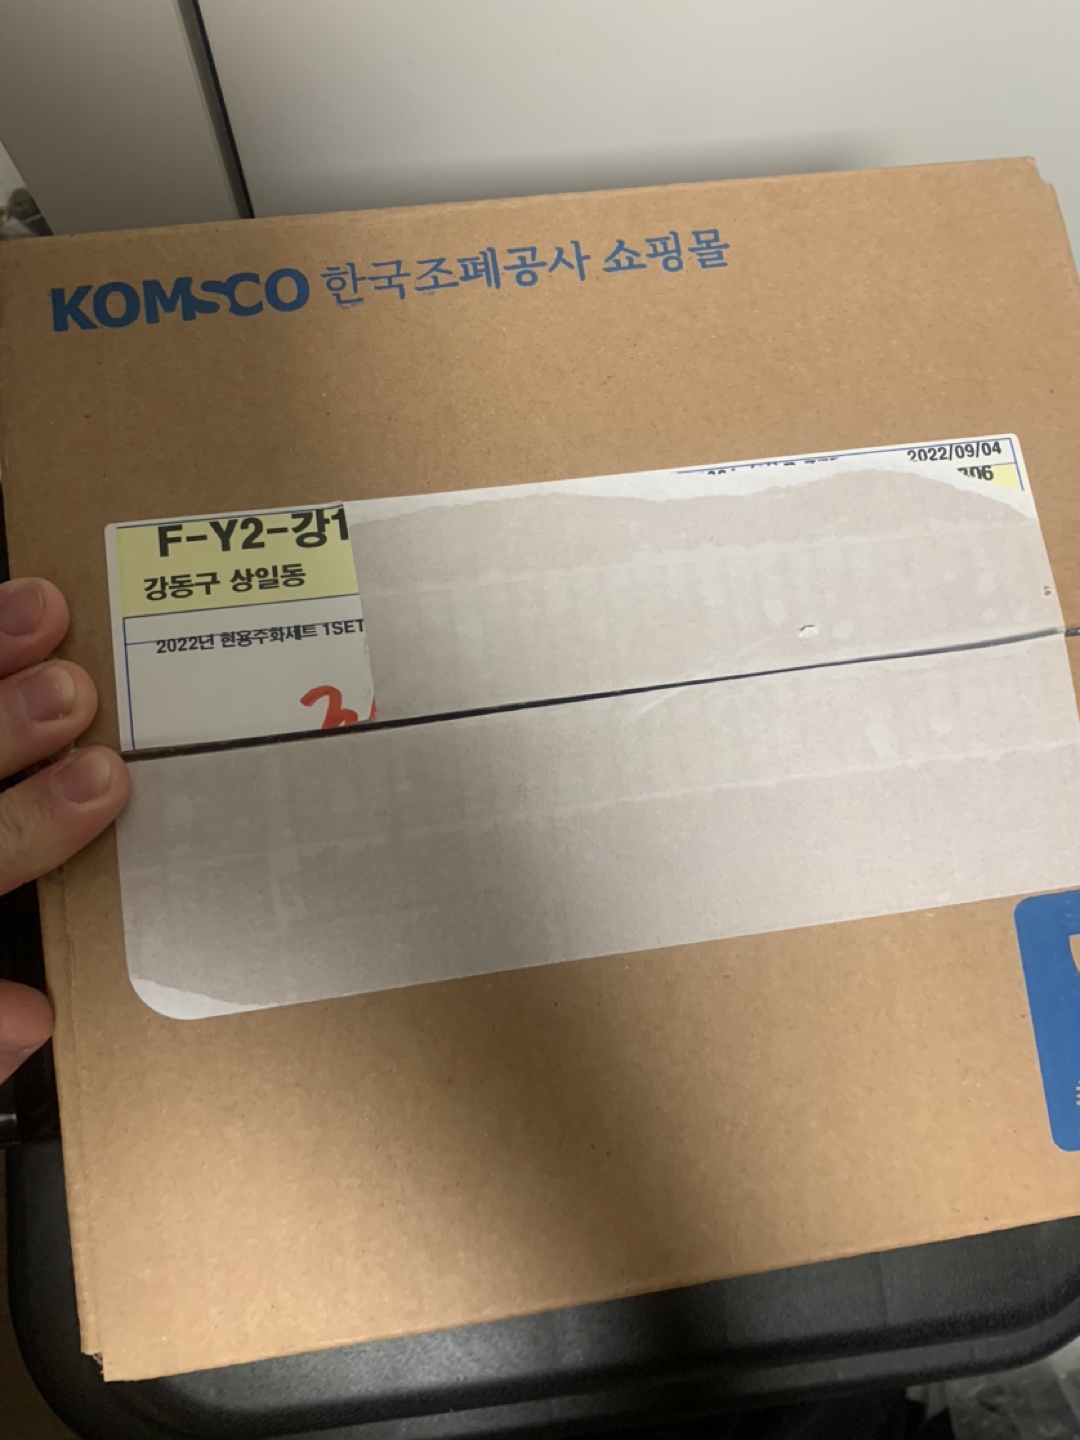 KOMSCO 한국조폐공사 쇼핑몰
2022/09/04
306
F-Y2-강1
강동구 상일동
2022년 현용주화세트 1SET